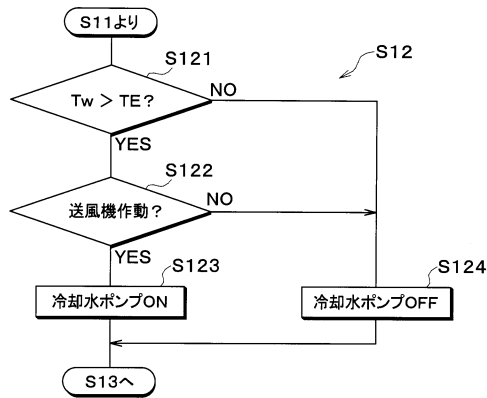 S11より
S121
S12
Tw > TE?
NO
YES
S122
送風機作動?
NO
YES
S123
S124
冷却水ポンプON
冷却水ポンプOFF
S13へ